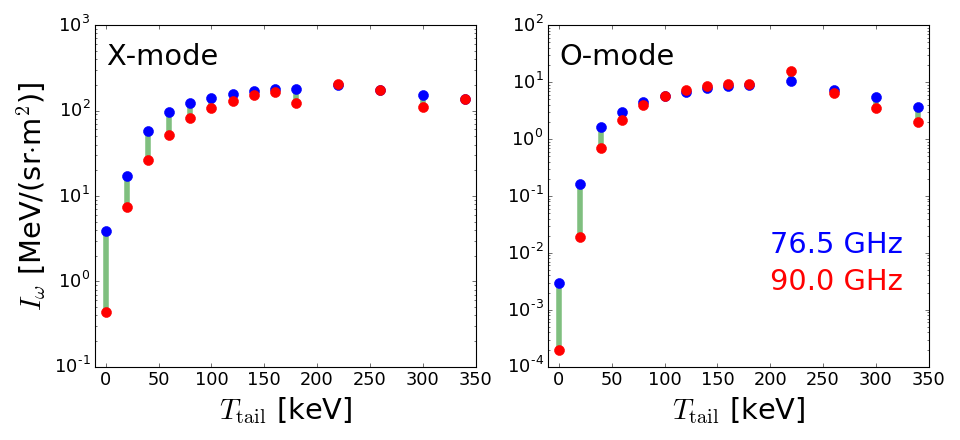 X-mode
10^3
10^2
10^1
10^0
10^-1
I_ω [MeV/(sr·m^2)]
0 50 100 150 200 250 300 350
T_tail [keV]
O-mode
10^2
10^1
10^0
10^-1
10^-2
10^-3
10^-4
76.5 GHz
90.0 GHz
0 50 100 150 200 250 300 350
T_tail [keV]